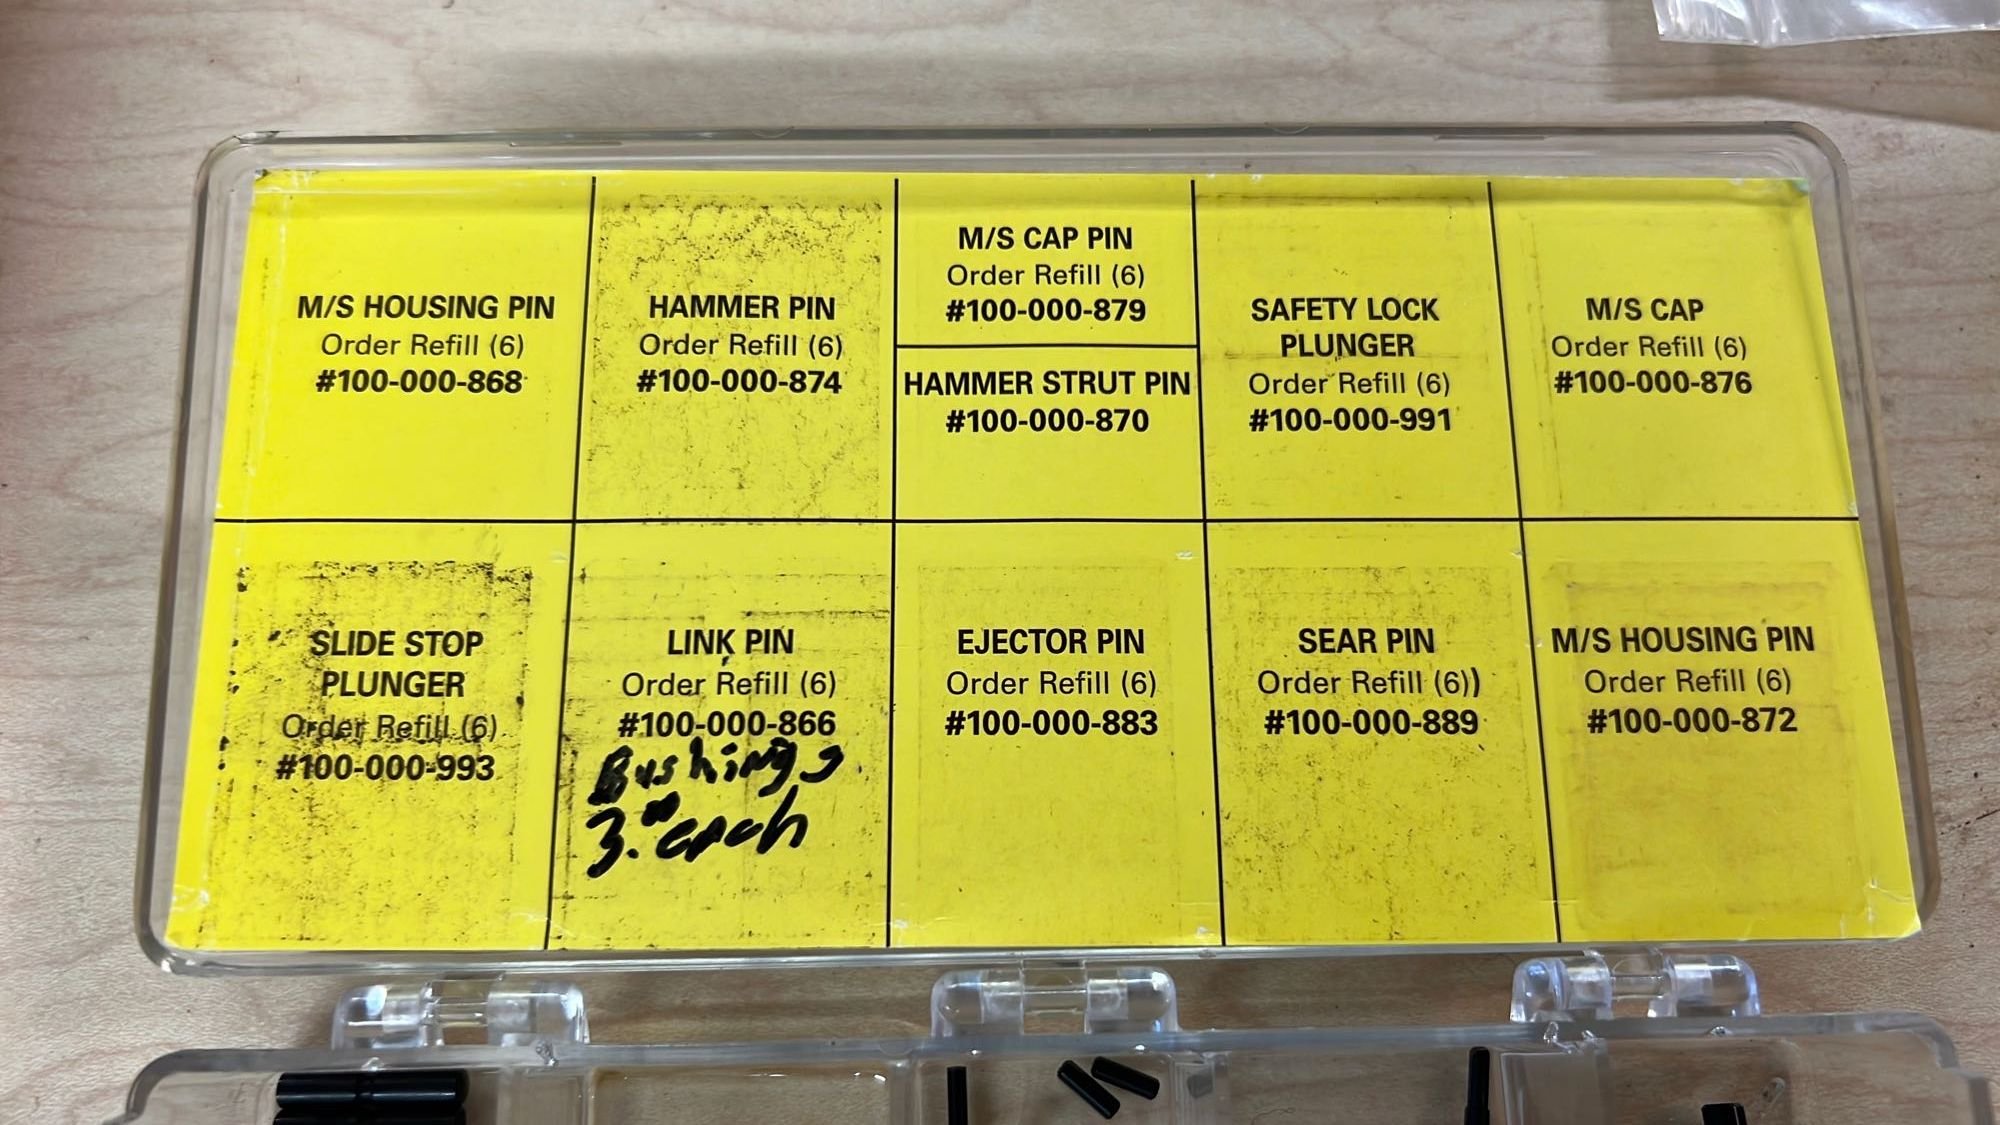 M/S HOUSING PIN
Order Refill (6)
#100-000-868
HAMMER PIN
Order Refill (6)
#100-000-874
M/S CAP PIN
Order Refill (6)
#100-000-879
HAMMER STRUT PIN
#100-000-870
SAFETY LOCK
PLUNGER
Order Refill (6)
#100-000-991
M/S CAP
Order Refill (6)
#100-000-876
SLIDE STOP
PLUNGER
Order Refill (6)
#100-000-993
LINK PIN
Order Refill (6)
#100-000-866
Bushings
3.
EJECTOR PIN
Order Refill (6)
#100-000-883
SEAR PIN
Order Refill (6))
#100-000-889
M/S HOUSING PIN
Order Refill (6)
#100-000-872